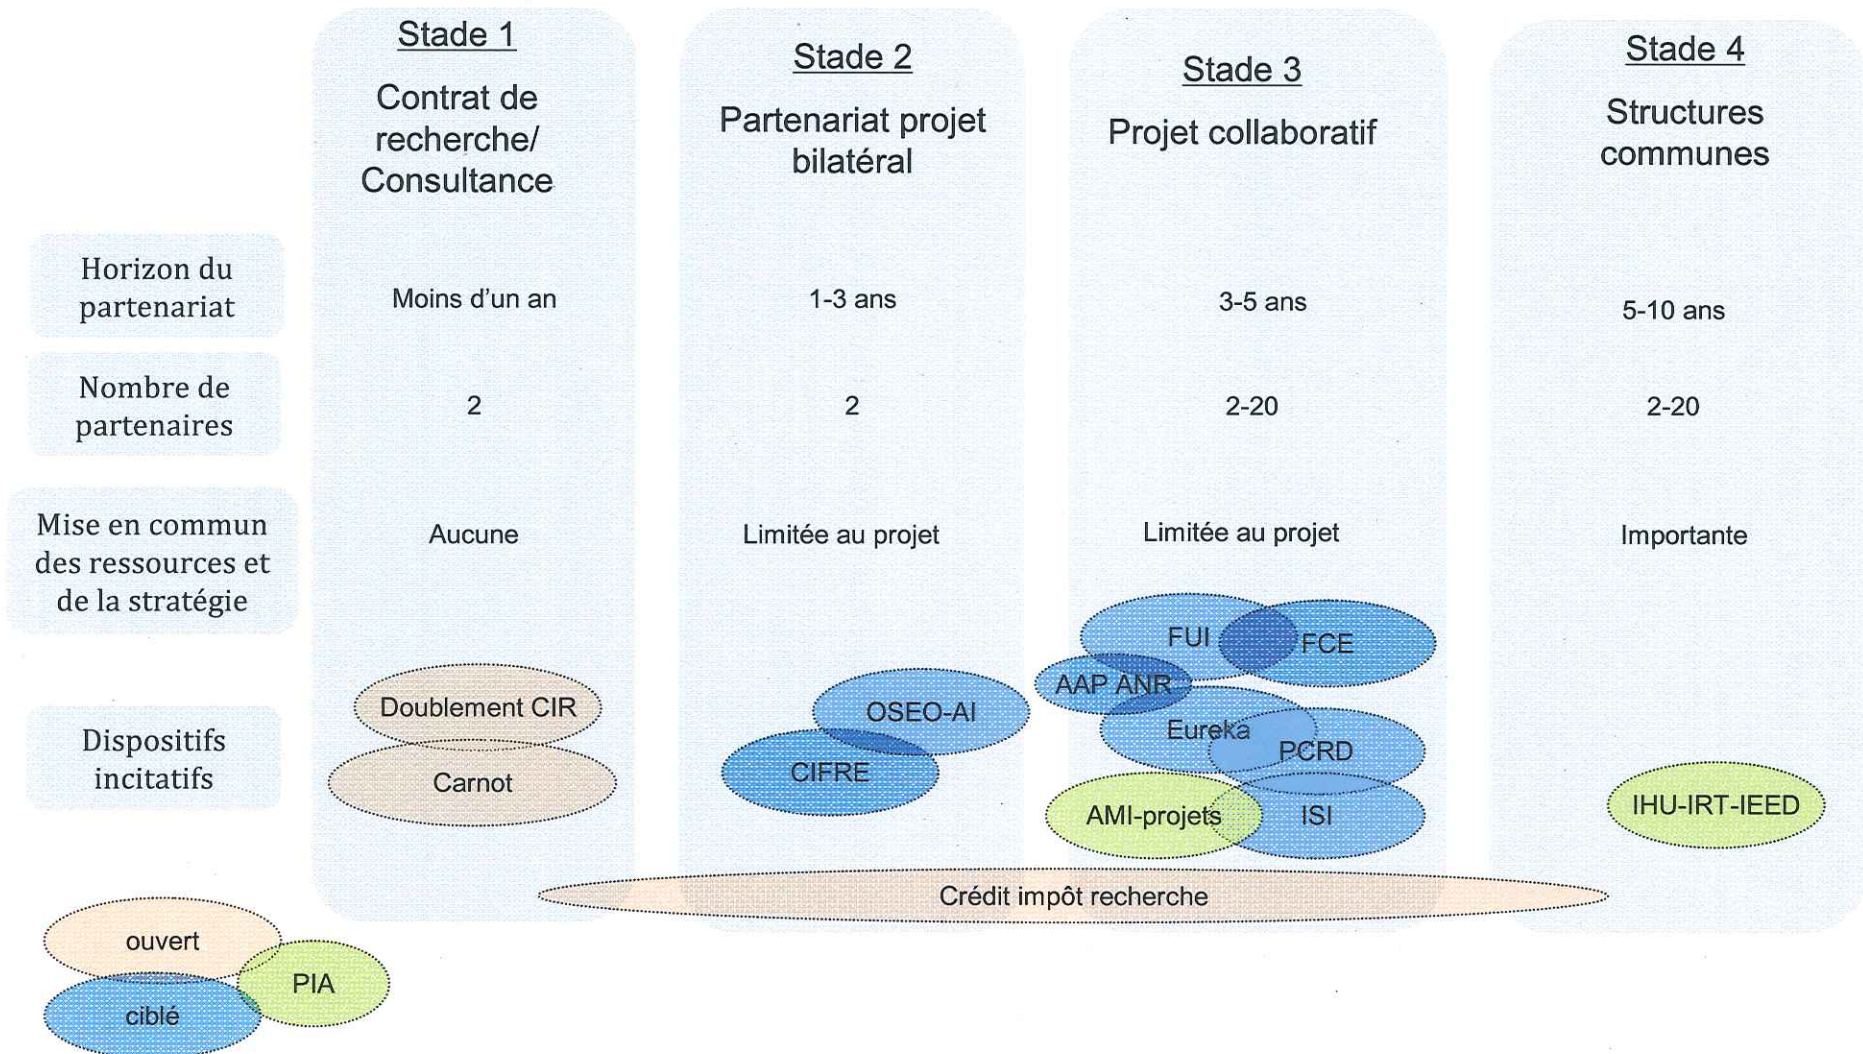 Stade 1
Contrat de
recherche/
Consultance
Stade 2
Partenariat projet
bilatéral
Stade 3
Projet collaboratif
Stade 4
Structures
communes
Horizon du
partenariat
Moins d'un an
1-3 ans
3-5 ans
5-10 ans
Nombre de
partenaires
2
2
2-20
2-20
Mise en commun
des ressources et
de la stratégie
Aucune
Limitée au projet
Limitée au projet
Importante
Dispositifs
incitatifs
Doublement CIR
Carnot
OSEO-AI
CIFRE
FUI
FCE
AAP ANR
Eureka
PCRD
AMI-projets
ISI
IHU-IRT-IEED
Crédit impôt recherche
ouvert
PIA
ciblé